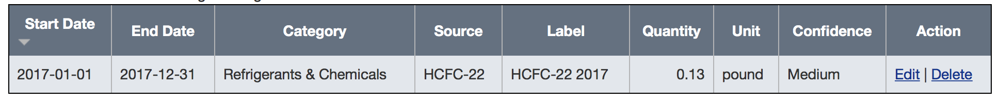 Start Date End Date Category Source Label Quantity Unit Confidence Action
2017-01-01 2017-12-31 Refrigerants & Chemicals HCFC-22 HCFC-22 2017 0.13 pound Medium Edit | Delete